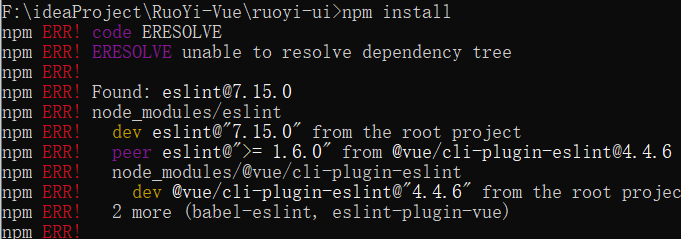 F:\ideaProject\RuoYi-Vue\ruoyi-ui>npm install
npm ERR! code ERESOLVE
npm ERR! ERESOLVE unable to resolve dependency tree
npm ERR!
npm ERR! Found: eslint@7.15.0
npm ERR! node_modules/eslint
npm ERR!   dev eslint@"7.15.0" from the root project
npm ERR!   peer eslint@">= 1.6.0" from @vue/cli-plugin-eslint@4.4.6
npm ERR!   node_modules/@vue/cli-plugin-eslint
npm ERR!     dev @vue/cli-plugin-eslint@"4.4.6" from the root projec
npm ERR!   2 more (babel-eslint, eslint-plugin-vue)
npm ERR!